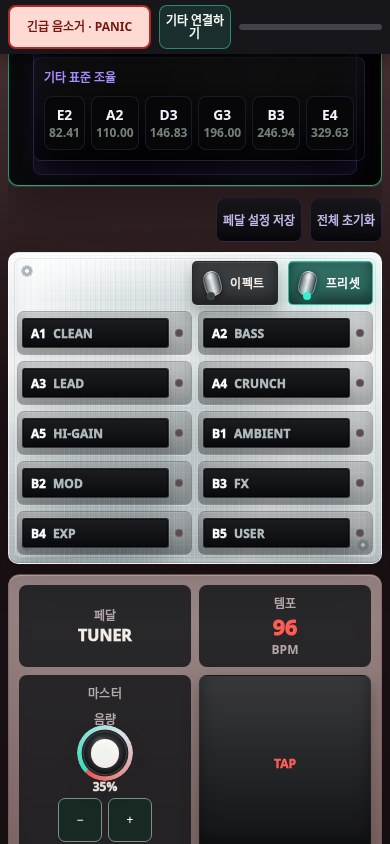 긴급 음소거 · PANIC
기타 연결하
기
기타 표준 조율
E2 A2 D3 G3 B3 E4
82.41 110.00 146.83 196.00 246.94 329.63
페달 설정 저장 전체 초기화
이펙트 프리셋
A1 CLEAN A2 BASS
A3 LEAD A4 CRUNCH
A5 HI-GAIN B1 AMBIENT
B2 MOD B3 FX
B4 EXP B5 USER
페달
TUNER
템포
96
BPM
마스터
음량
35%
− +
TAP